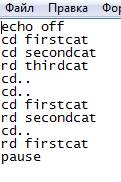 Файл Правка Фор
echo off
cd firstcat
cd secondcat
rd thirdcat
cd..
cd..
cd firstcat
rd secondcat
cd..
rd firstcat
pause